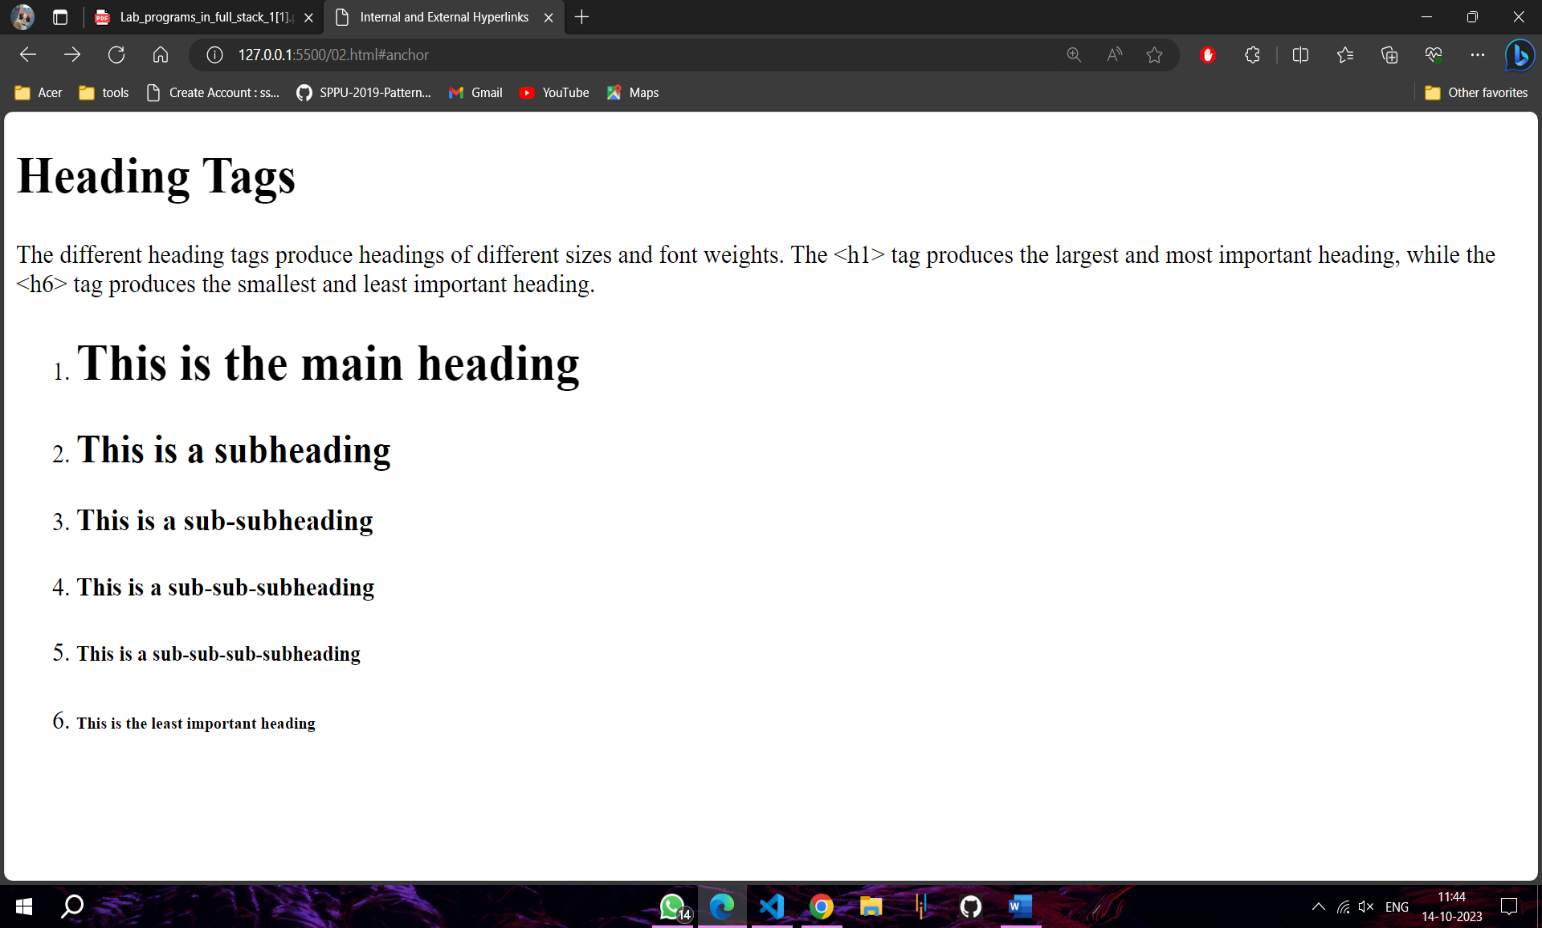 Lab_programs_in_full_stack_1[1].
Internal and External Hyperlinks
127.0.0.1:5500/02.html#anchor
Acer
tools
Create Account : ss...
SPPU-2019-Pattern...
Gmail
YouTube
Maps
Other favorites
Heading Tags
The different heading tags produce headings of different sizes and font weights. The <h1> tag produces the largest and most important heading, while the
<h6> tag produces the smallest and least important heading.
1. This is the main heading
2. This is a subheading
3. This is a sub-subheading
4. This is a sub-sub-subheading
5. This is a sub-sub-sub-subheading
6. This is the least important heading
14
ENG
11:44
14-10-2023